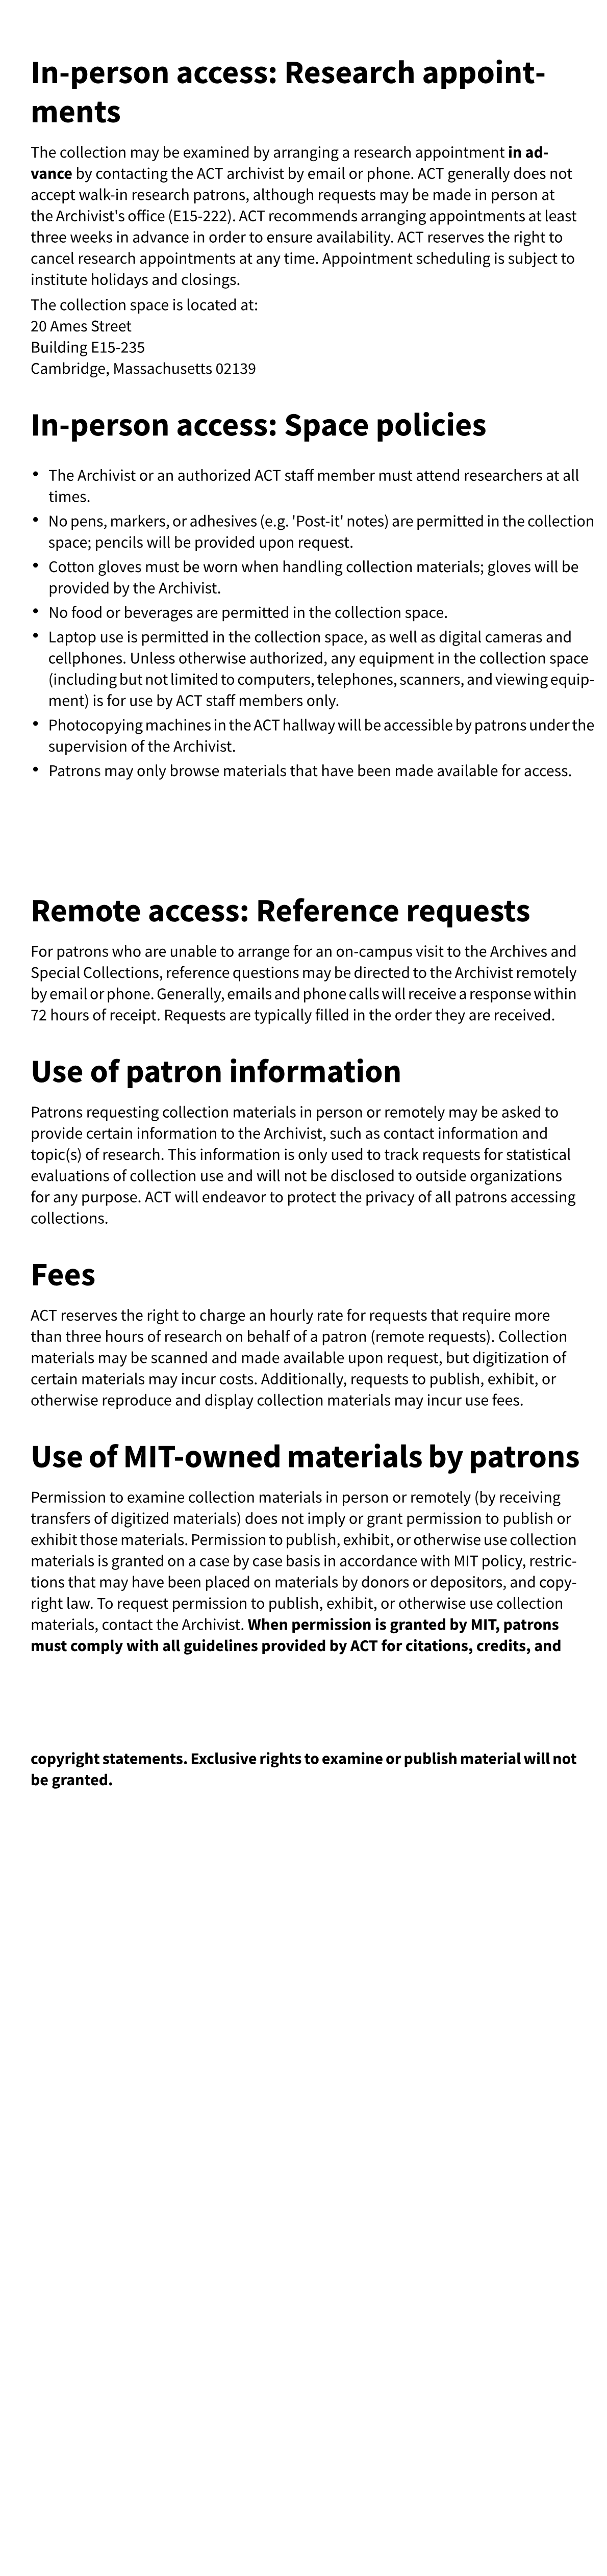 In-person access: Research appoint-
ments
The collection may be examined by arranging a research appointment in ad-
vance by contacting the ACT archivist by email or phone. ACT generally does not
accept walk-in research patrons, although requests may be made in person at
the Archivist's office (E15-222). ACT recommends arranging appointments at least
three weeks in advance in order to ensure availability. ACT reserves the right to
cancel research appointments at any time. Appointment scheduling is subject to
institute holidays and closings.
The collection space is located at:
20 Ames Street
Building E15-235
Cambridge, Massachusetts 02139
In-person access: Space policies
• The Archivist or an authorized ACT staff member must attend researchers at all
times.
• No pens, markers, or adhesives (e.g. 'Post-it' notes) are permitted in the collection
space; pencils will be provided upon request.
• Cotton gloves must be worn when handling collection materials; gloves will be
provided by the Archivist.
• No food or beverages are permitted in the collection space.
• Laptop use is permitted in the collection space, as well as digital cameras and
cellphones. Unless otherwise authorized, any equipment in the collection space
(including but not limited to computers, telephones, scanners, and viewing equip-
ment) is for use by ACT staff members only.
• Photocopying machines in the ACT hallway will be accessible by patrons under the
supervision of the Archivist.
• Patrons may only browse materials that have been made available for access.
Remote access: Reference requests
For patrons who are unable to arrange for an on-campus visit to the Archives and
Special Collections, reference questions may be directed to the Archivist remotely
by email or phone. Generally, emails and phone calls will receive a response within
72 hours of receipt. Requests are typically filled in the order they are received.
Use of patron information
Patrons requesting collection materials in person or remotely may be asked to
provide certain information to the Archivist, such as contact information and
topic(s) of research. This information is only used to track requests for statistical
evaluations of collection use and will not be disclosed to outside organizations
for any purpose. ACT will endeavor to protect the privacy of all patrons accessing
collections.
Fees
ACT reserves the right to charge an hourly rate for requests that require more
than three hours of research on behalf of a patron (remote requests). Collection
materials may be scanned and made available upon request, but digitization of
certain materials may incur costs. Additionally, requests to publish, exhibit, or
otherwise reproduce and display collection materials may incur use fees.
Use of MIT-owned materials by patrons
Permission to examine collection materials in person or remotely (by receiving
transfers of digitized materials) does not imply or grant permission to publish or
exhibit those materials. Permission to publish, exhibit, or otherwise use collection
materials is granted on a case by case basis in accordance with MIT policy, restric-
tions that may have been placed on materials by donors or depositors, and copy-
right law. To request permission to publish, exhibit, or otherwise use collection
materials, contact the Archivist. When permission is granted by MIT, patrons
must comply with all guidelines provided by ACT for citations, credits, and
copyright statements. Exclusive rights to examine or publish material will not
be granted.